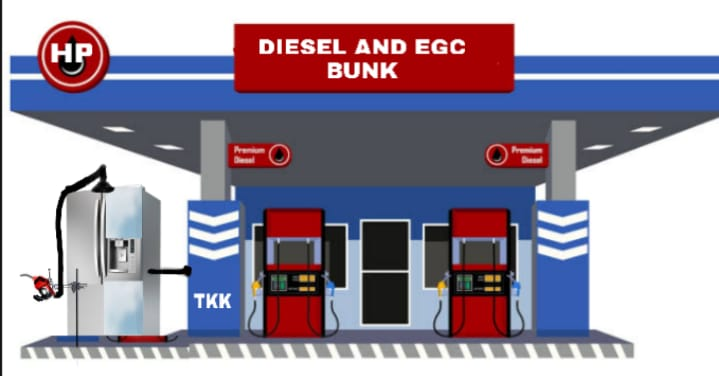 HP
DIESEL AND EGC
BUNK
Premium
Diesel
Premium
Diesel
TKK